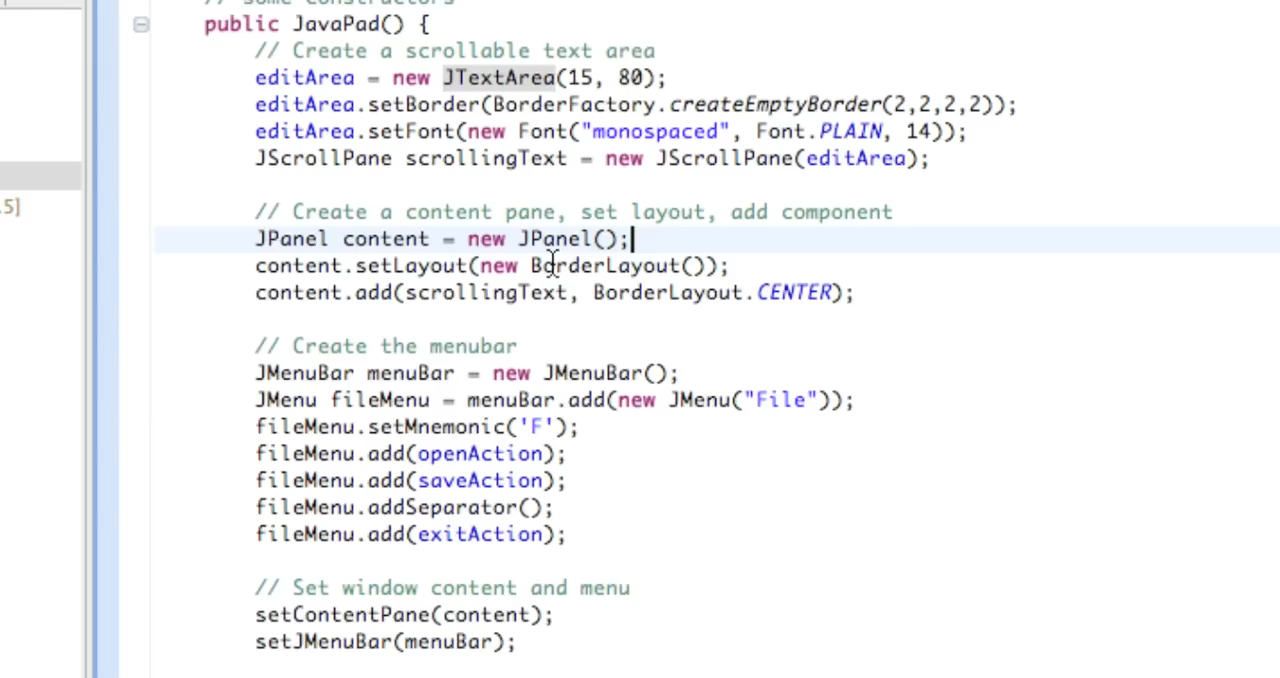 // some constructors
public JavaPad() {
// Create a scrollable text area
editArea = new JTextArea(15, 80);
editArea.setBorder(BorderFactory.createEmptyBorder(2,2,2,2));
editArea.setFont(new Font("monospaced", Font.PLAIN, 14));
JScrollPane scrollingText = new JScrollPane(editArea);
// Create a content pane, set layout, add component
JPanel content = new JPanel();
content.setLayout(new BorderLayout());
content.add(scrollingText, BorderLayout.CENTER);
// Create the menubar
JMenuBar menuBar = new JMenuBar();
JMenu fileMenu = menuBar.add(new JMenu("File"));
fileMenu.setMnemonic('F');
fileMenu.add(openAction);
fileMenu.add(saveAction);
fileMenu.addSeparator();
fileMenu.add(exitAction);
// Set window content and menu
setContentPane(content);
setJMenuBar(menuBar);
.5]